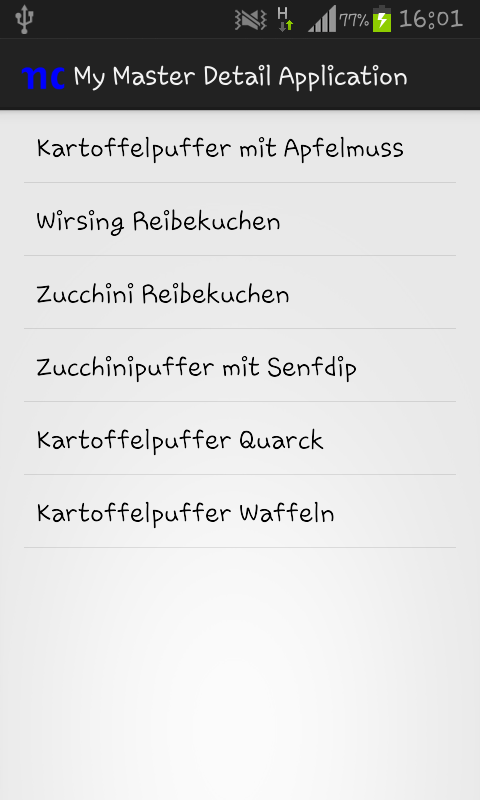 H 77% 16:01
nc My Master Detail Application
Kartoffelpuffer mit Apfelmuss
Wirsing Reibekuchen
Zucchini Reibekuchen
Zucchinipuffer mit Senfdip
Kartoffelpuffer Quarck
Kartoffelpuffer Waffeln